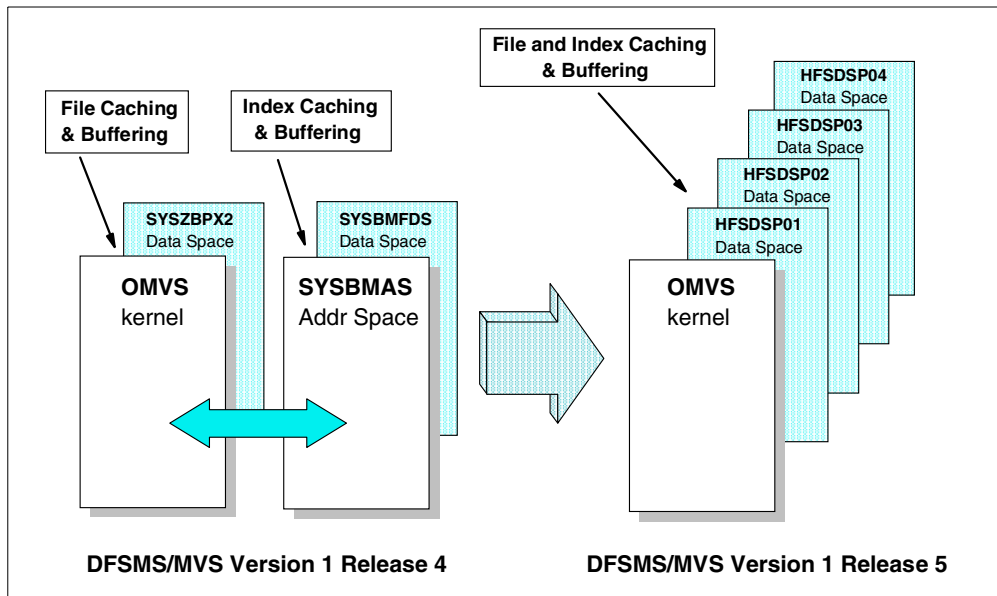 File Caching
& Buffering
Index Caching
& Buffering
SYSZBPX2
Data Space
SYSBMFDS
Data Space
OMVS
kernel
SYSBMAS
Addr Space
DFSMS/MVS Version 1 Release 4
File and Index Caching
& Buffering
HFSDSP04
Data Space
HFSDSP03
Data Space
HFSDSP02
Data Space
HFSDSP01
Data Space
OMVS
kernel
DFSMS/MVS Version 1 Release 5